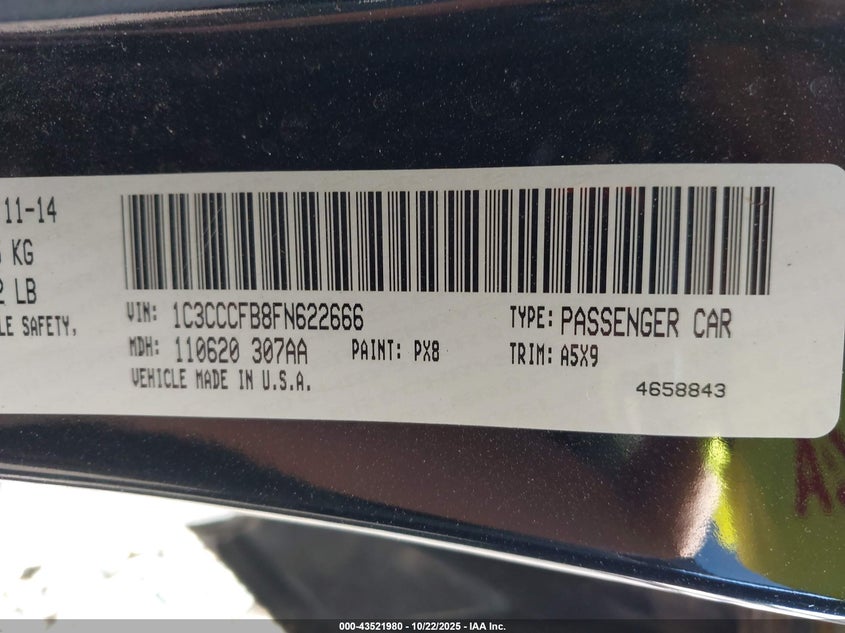 11-14
KG
LB
SAFETY,
VIN: 1C3CCCFB8FN622666
TYPE: PASSENGER CAR
MDH: 110620 307AA
PAINT: PX8
TRIM: A5X9
VEHICLE MADE IN U.S.A.
4658843
000-43521980 - 10/22/2025 - IAA Inc.